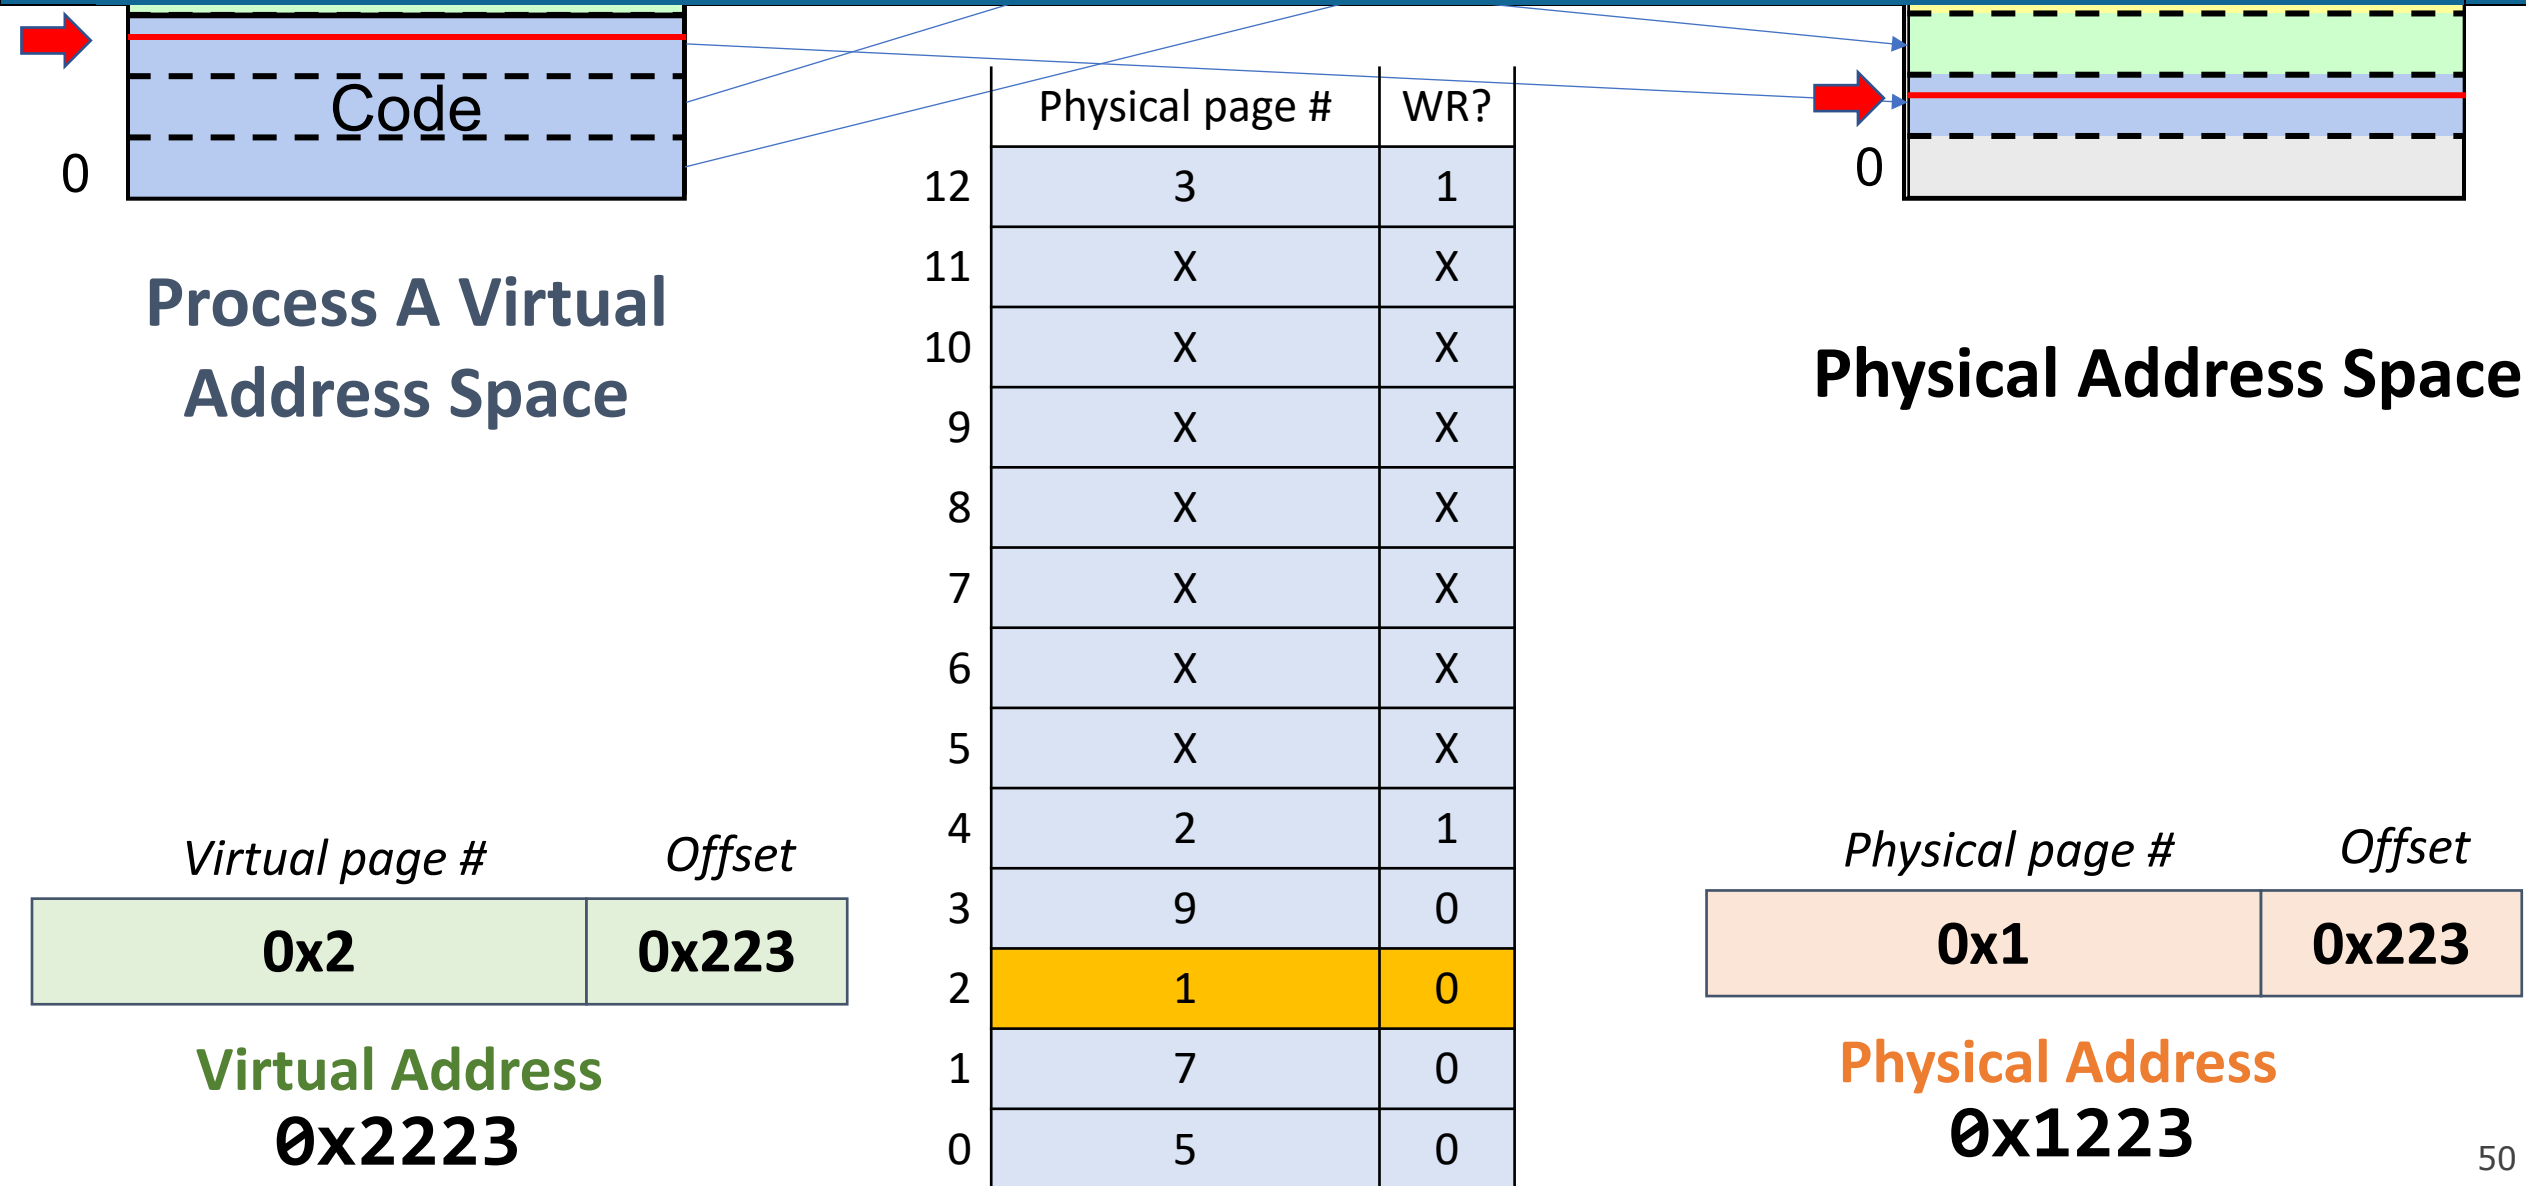 Code
0
Physical page # WR?
0
12 3 1
11 X X
10 X X
9 X X
8 X X
7 X X
6 X X
5 X X
4 2 1
3 9 0
2 1 0
1 7 0
0 5 0
Process A Virtual
Address Space
Physical Address Space
Virtual page # Offset
0x2 0x223
Virtual Address
0x2223
Physical page # Offset
0x1 0x223
Physical Address
0x1223
50